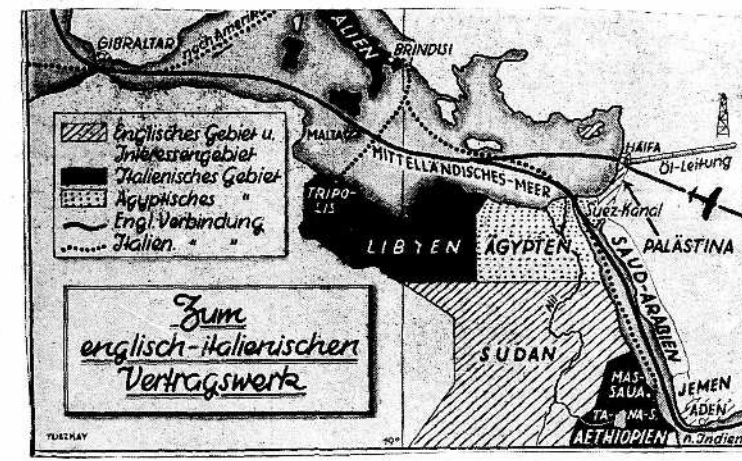 GIBRALTAR
nach Amerika
ALIEN
BRINDISI
MALTA
MITTELLÄNDISCHES-MEER
HAIFA
Öl-Leitung
Englisches Gebiet u.
Interessengebiet
Italienisches Gebiet
Ägyptisches "
Engl. Verbindung
Italien. " "
TRIPO-
LIS
LIBYEN
ÄGYPTEN
Suez-Kanal
PALÄSTINA
SAUD-ARABIEN
Nil
SUDAN
Zum
englisch-italienischen
Vertragswerk
MAS-
SAUA
TA-NA-S.
AETHIOPIEN
JEMEN
ADEN
n. Indien